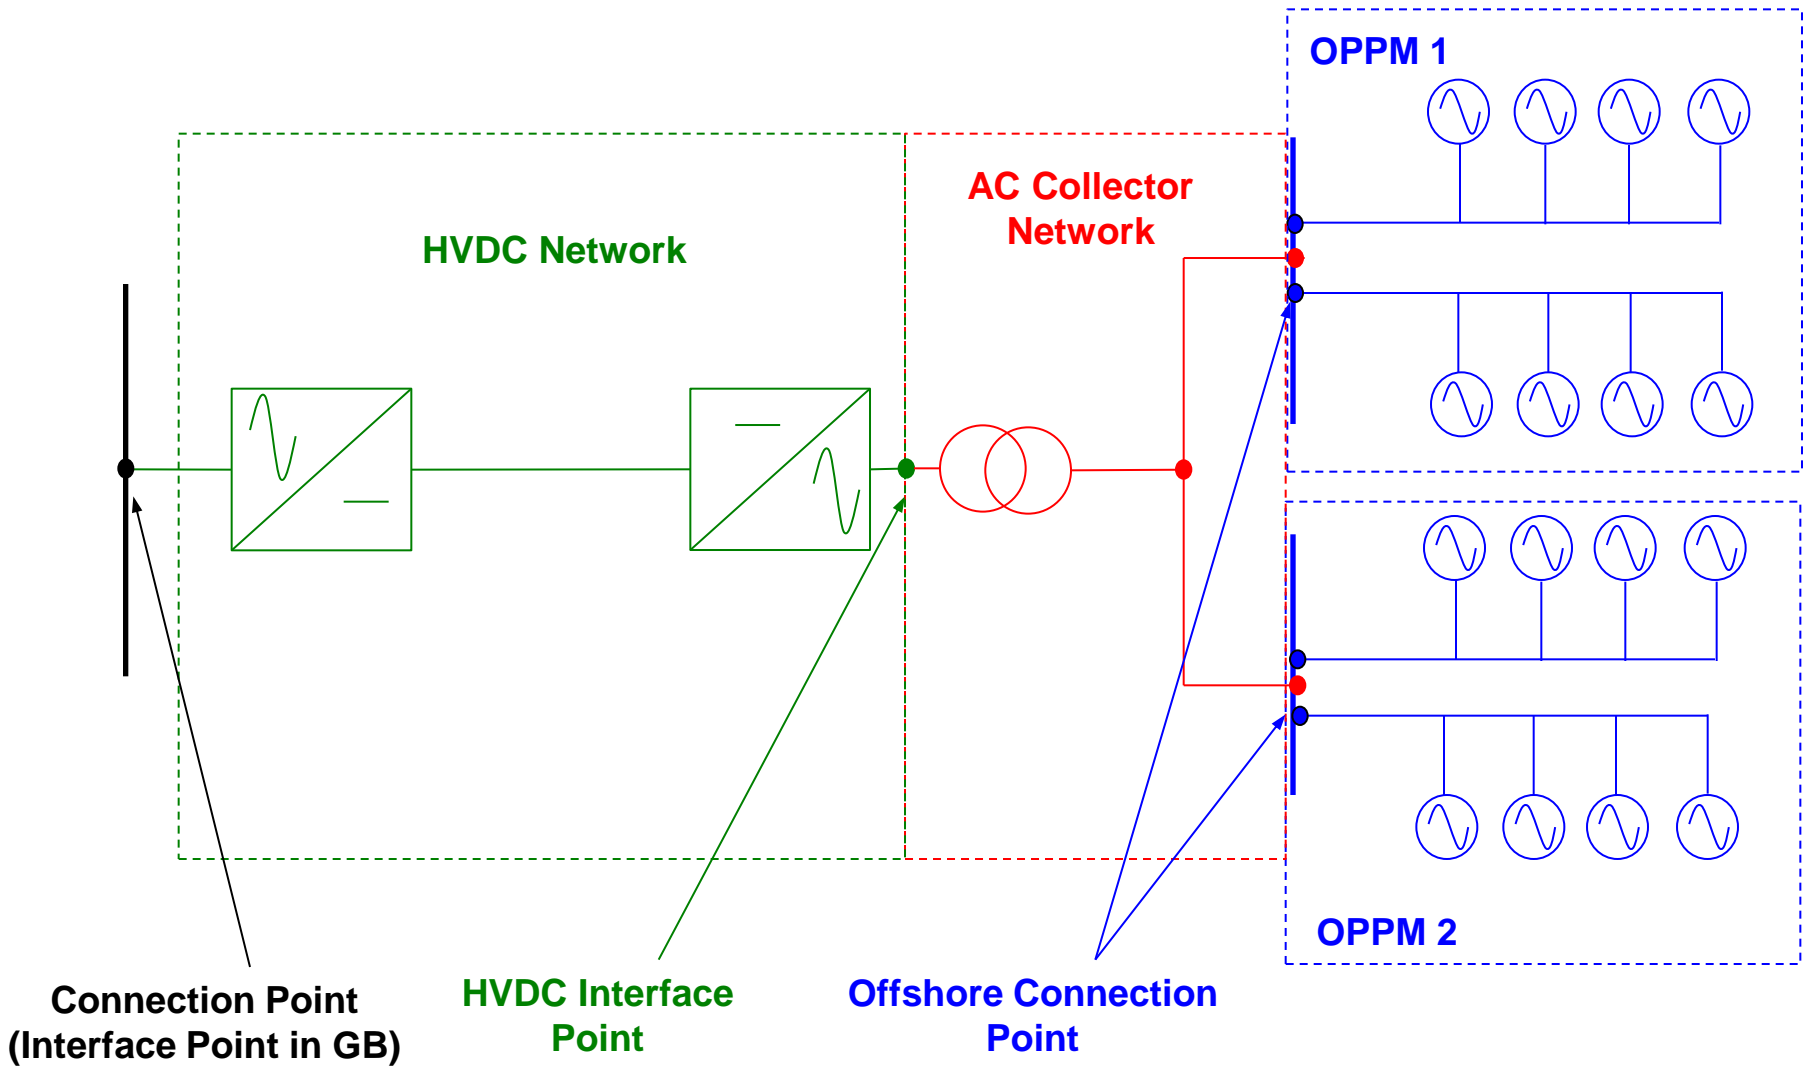 OPPM 1
AC Collector
Network
HVDC Network
OPPM 2
Connection Point
(Interface Point in GB)
HVDC Interface
Point
Offshore Connection
Point